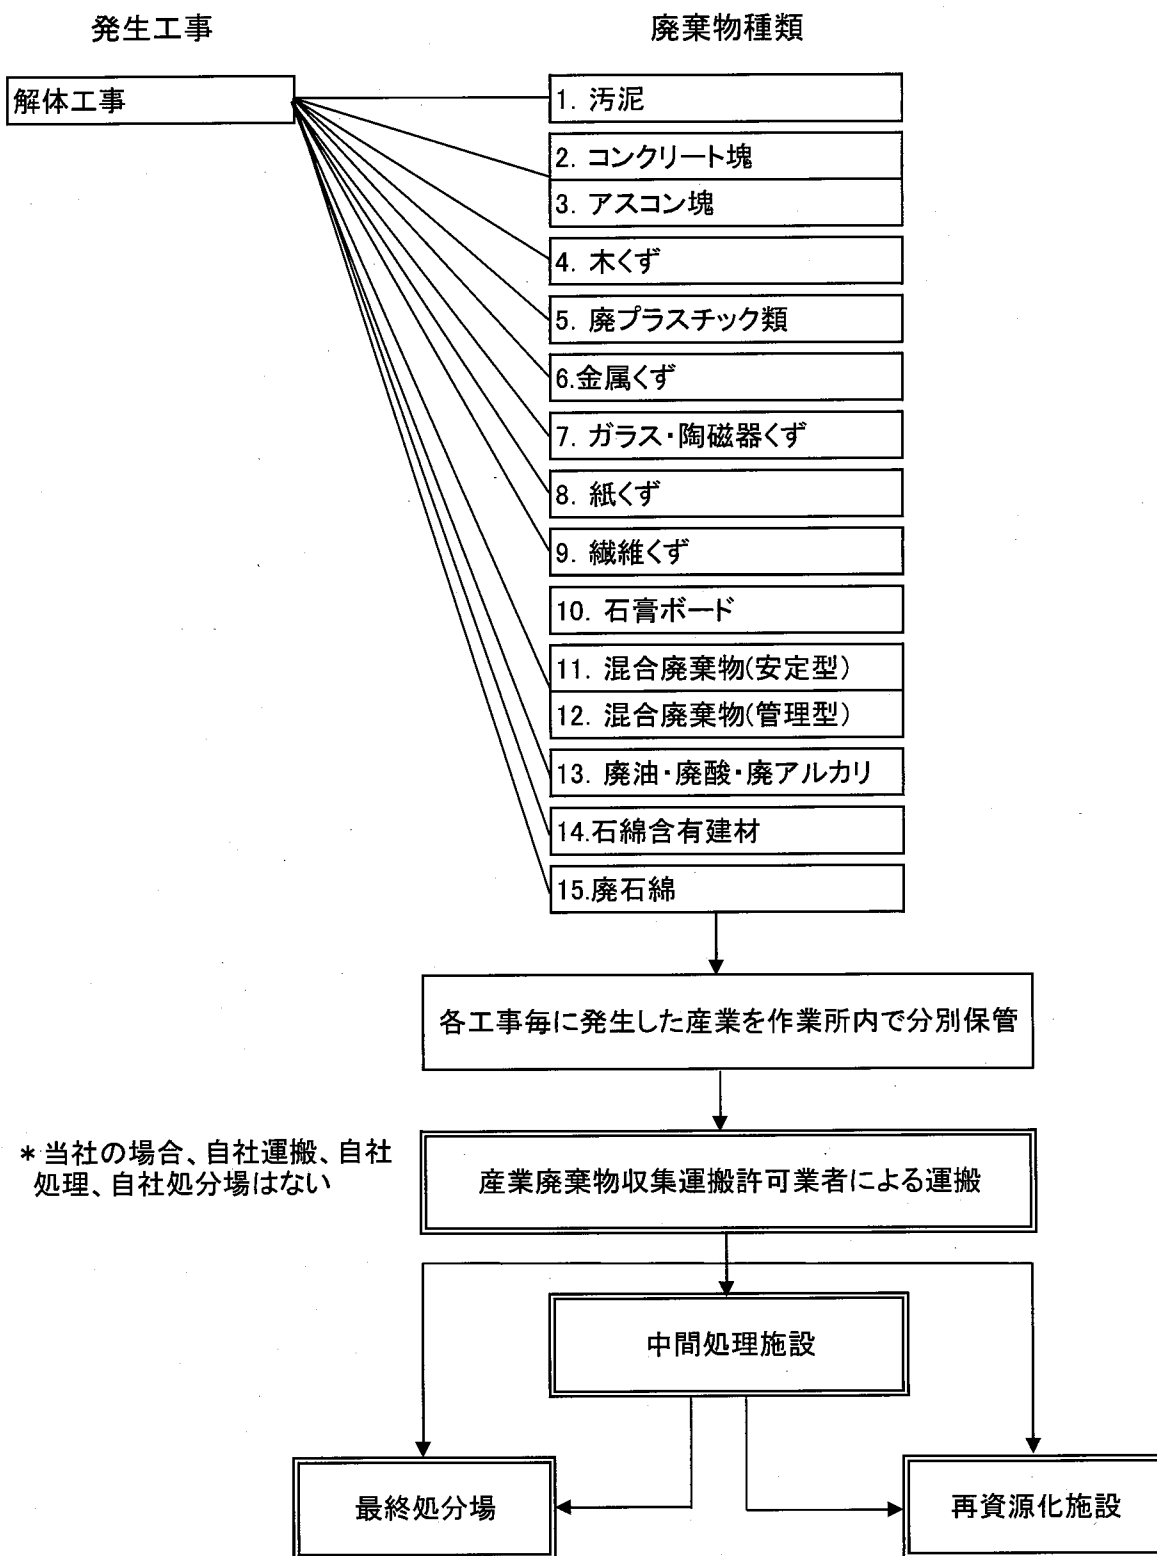 発生工事
廃棄物種類
解体工事
1. 汚泥
2. コンクリート塊
3. アスコン塊
4. 木くず
5. 廃プラスチック類
6.金属くず
7. ガラス・陶磁器くず
8. 紙くず
9. 繊維くず
10. 石膏ボード
11. 混合廃棄物(安定型)
12. 混合廃棄物(管理型)
13. 廃油・廃酸・廃アルカリ
14.石綿含有建材
15.廃石綿
各工事毎に発生した産業を作業所内で分別保管
*当社の場合、自社運搬、自社
処理、自社処分場はない
産業廃棄物収集運搬許可業者による運搬
中間処理施設
最終処分場
再資源化施設